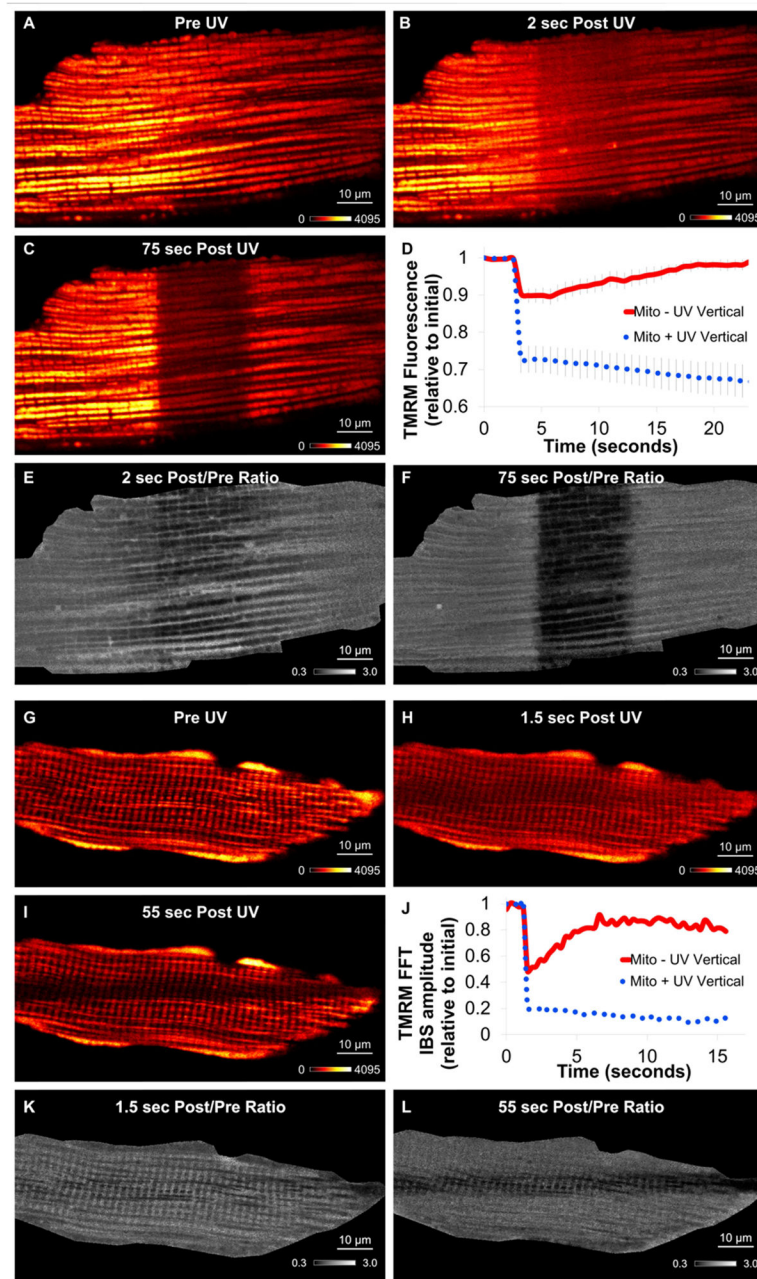 A Pre UV
10 µm
0 4095
B 2 sec Post UV
10 µm
0 4095
C 75 sec Post UV
10 µm
0 4095
D
TMRM Fluorescence
(relative to initial)
1
0.9
0.8
0.7
0.6
0 5 10 15 20
Time (seconds)
Mito - UV Vertical
Mito + UV Vertical
E 2 sec Post/Pre Ratio
10 µm
0.3 3.0
F 75 sec Post/Pre Ratio
10 µm
0.3 3.0
G Pre UV
10 µm
0 4095
H 1.5 sec Post UV
10 µm
0 4095
I 55 sec Post UV
10 µm
0 4095
J
TMRM FFT
IBS amplitude
(relative to initial)
1
0.8
0.6
0.4
0.2
0
0 5 10 15
Time (seconds)
Mito - UV Vertical
Mito + UV Vertical
K 1.5 sec Post/Pre Ratio
10 µm
0.3 3.0
L 55 sec Post/Pre Ratio
10 µm
0.3 3.0